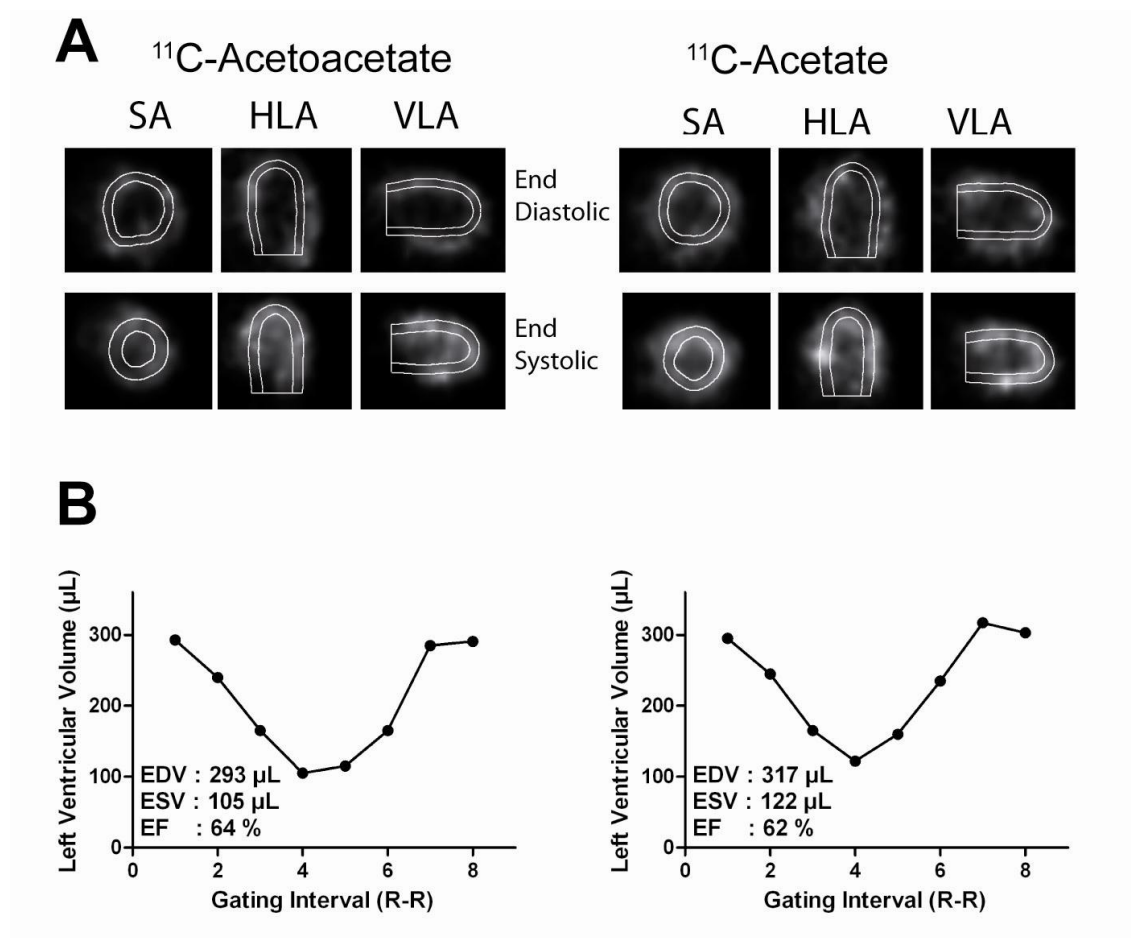 A
¹¹C-Acetoacetate
SA HLA VLA
¹¹C-Acetate
SA HLA VLA
End
Diastolic
End
Systolic
B
Left Ventricular Volume (µL)
300
200
100
0
EDV : 293 µL
ESV : 105 µL
EF : 64 %
0 2 4 6 8
Gating Interval (R-R)
Left Ventricular Volume (µL)
300
200
100
0
EDV : 317 µL
ESV : 122 µL
EF : 62 %
0 2 4 6 8
Gating Interval (R-R)